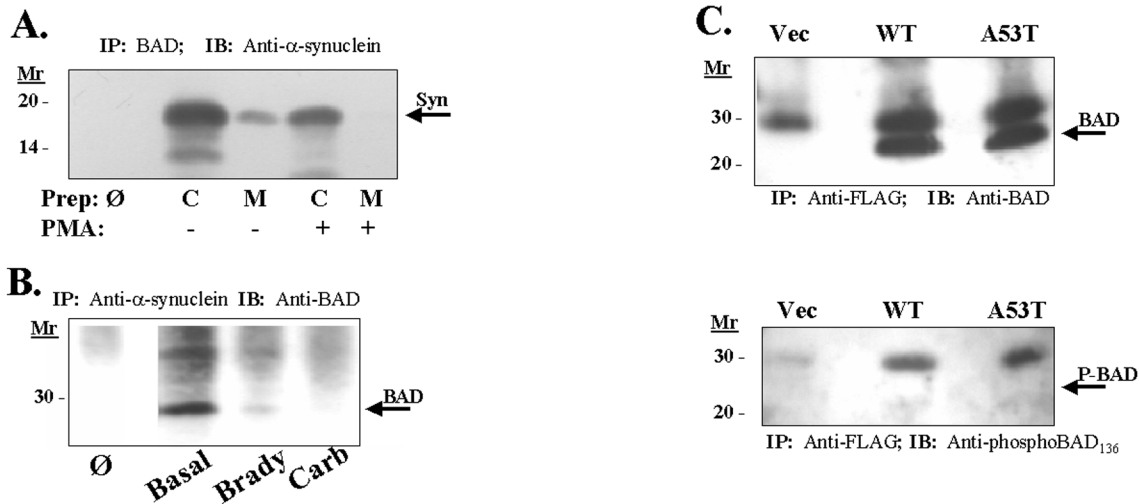 A.
IP: BAD; IB: Anti-α-synuclein
Mr
20 -
14 -
Syn
Prep: Ø C M C M
PMA: - - + +
B.
IP: Anti-α-synuclein IB: Anti-BAD
Mr
30 -
BAD
Ø Basal Brady Carb
C.
Vec WT A53T
Mr
30 -
20 -
BAD
IP: Anti-FLAG; IB: Anti-BAD
Vec WT A53T
Mr
30 -
20 -
P-BAD
IP: Anti-FLAG; IB: Anti-phosphoBAD₁₃₆